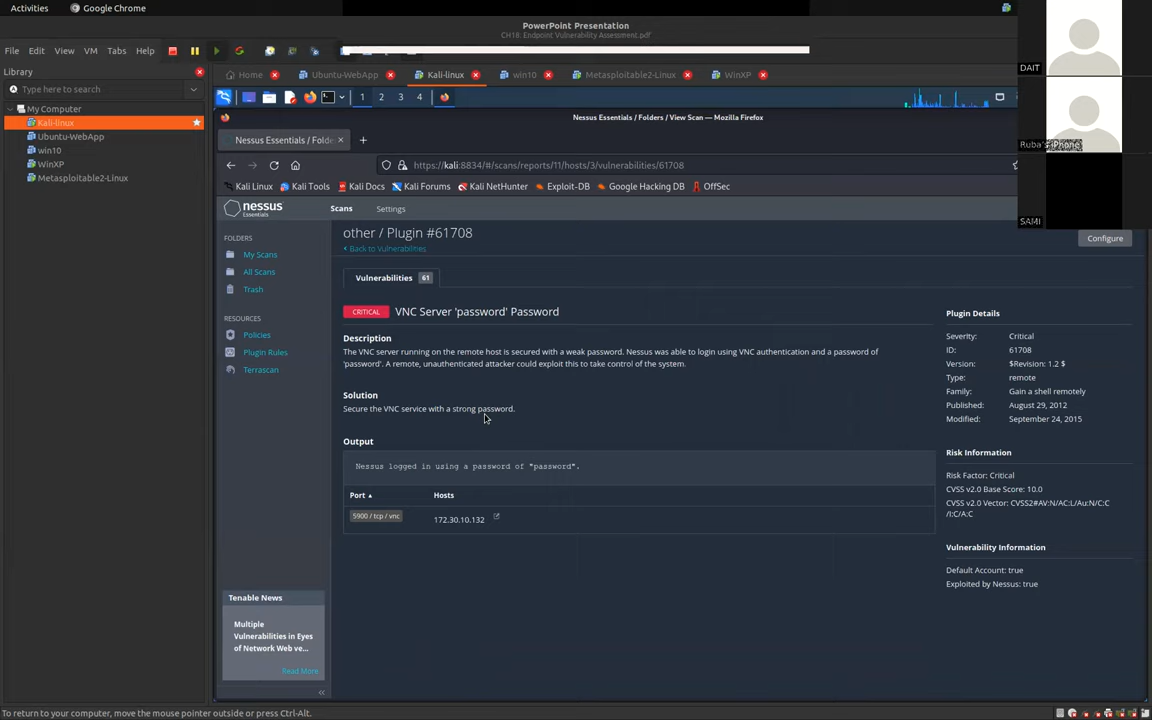 Activities
Google Chrome
PowerPoint Presentation
CH18: Endpoint Vulnerability Assessment.pdf
File Edit View VM Tabs Help
Library
Type here to search
My Computer
Kali-linux
Ubuntu-WebApp
win10
WinXP
Metasploitable2-Linux
Home
Ubuntu-WebApp
Kali-linux
win10
Metasploitable2-Linux
WinXP
1 2 3 4
Nessus Essentials / Folders / View Scan — Mozilla Firefox
Nessus Essentials / Folde
https://kali:8834/#/scans/reports/11/hosts/3/vulnerabilities/61708
Kali Linux Kali Tools Kali Docs Kali Forums Kali NetHunter Exploit-DB Google Hacking DB OffSec
nessus Essentials
Scans Settings
FOLDERS
My Scans
All Scans
Trash
RESOURCES
Policies
Plugin Rules
Terrascan
Tenable News
Multiple
Vulnerabilities in Eyes
of Network Web ve...
Read More
other / Plugin #61708
Back to Vulnerabilities
Configure
Vulnerabilities 61
CRITICAL VNC Server 'password' Password
Description
The VNC server running on the remote host is secured with a weak password. Nessus was able to login using VNC authentication and a password of
'password'. A remote, unauthenticated attacker could exploit this to take control of the system.
Solution
Secure the VNC service with a strong password.
Output
Nessus logged in using a password of "password".
Port Hosts
5900 / tcp / vnc 172.30.10.132
Plugin Details
Severity: Critical
ID: 61708
Version: $Revision: 1.2 $
Type: remote
Family: Gain a shell remotely
Published: August 29, 2012
Modified: September 24, 2015
Risk Information
Risk Factor: Critical
CVSS v2.0 Base Score: 10.0
CVSS v2.0 Vector: CVSS2#AV:N/AC:L/Au:N/C:C
/I:C/A:C
Vulnerability Information
Default Account: true
Exploited by Nessus: true
DAIT
Ruba's iPhone
SAMI
To return to your computer, move the mouse pointer outside or press Ctrl-Alt.